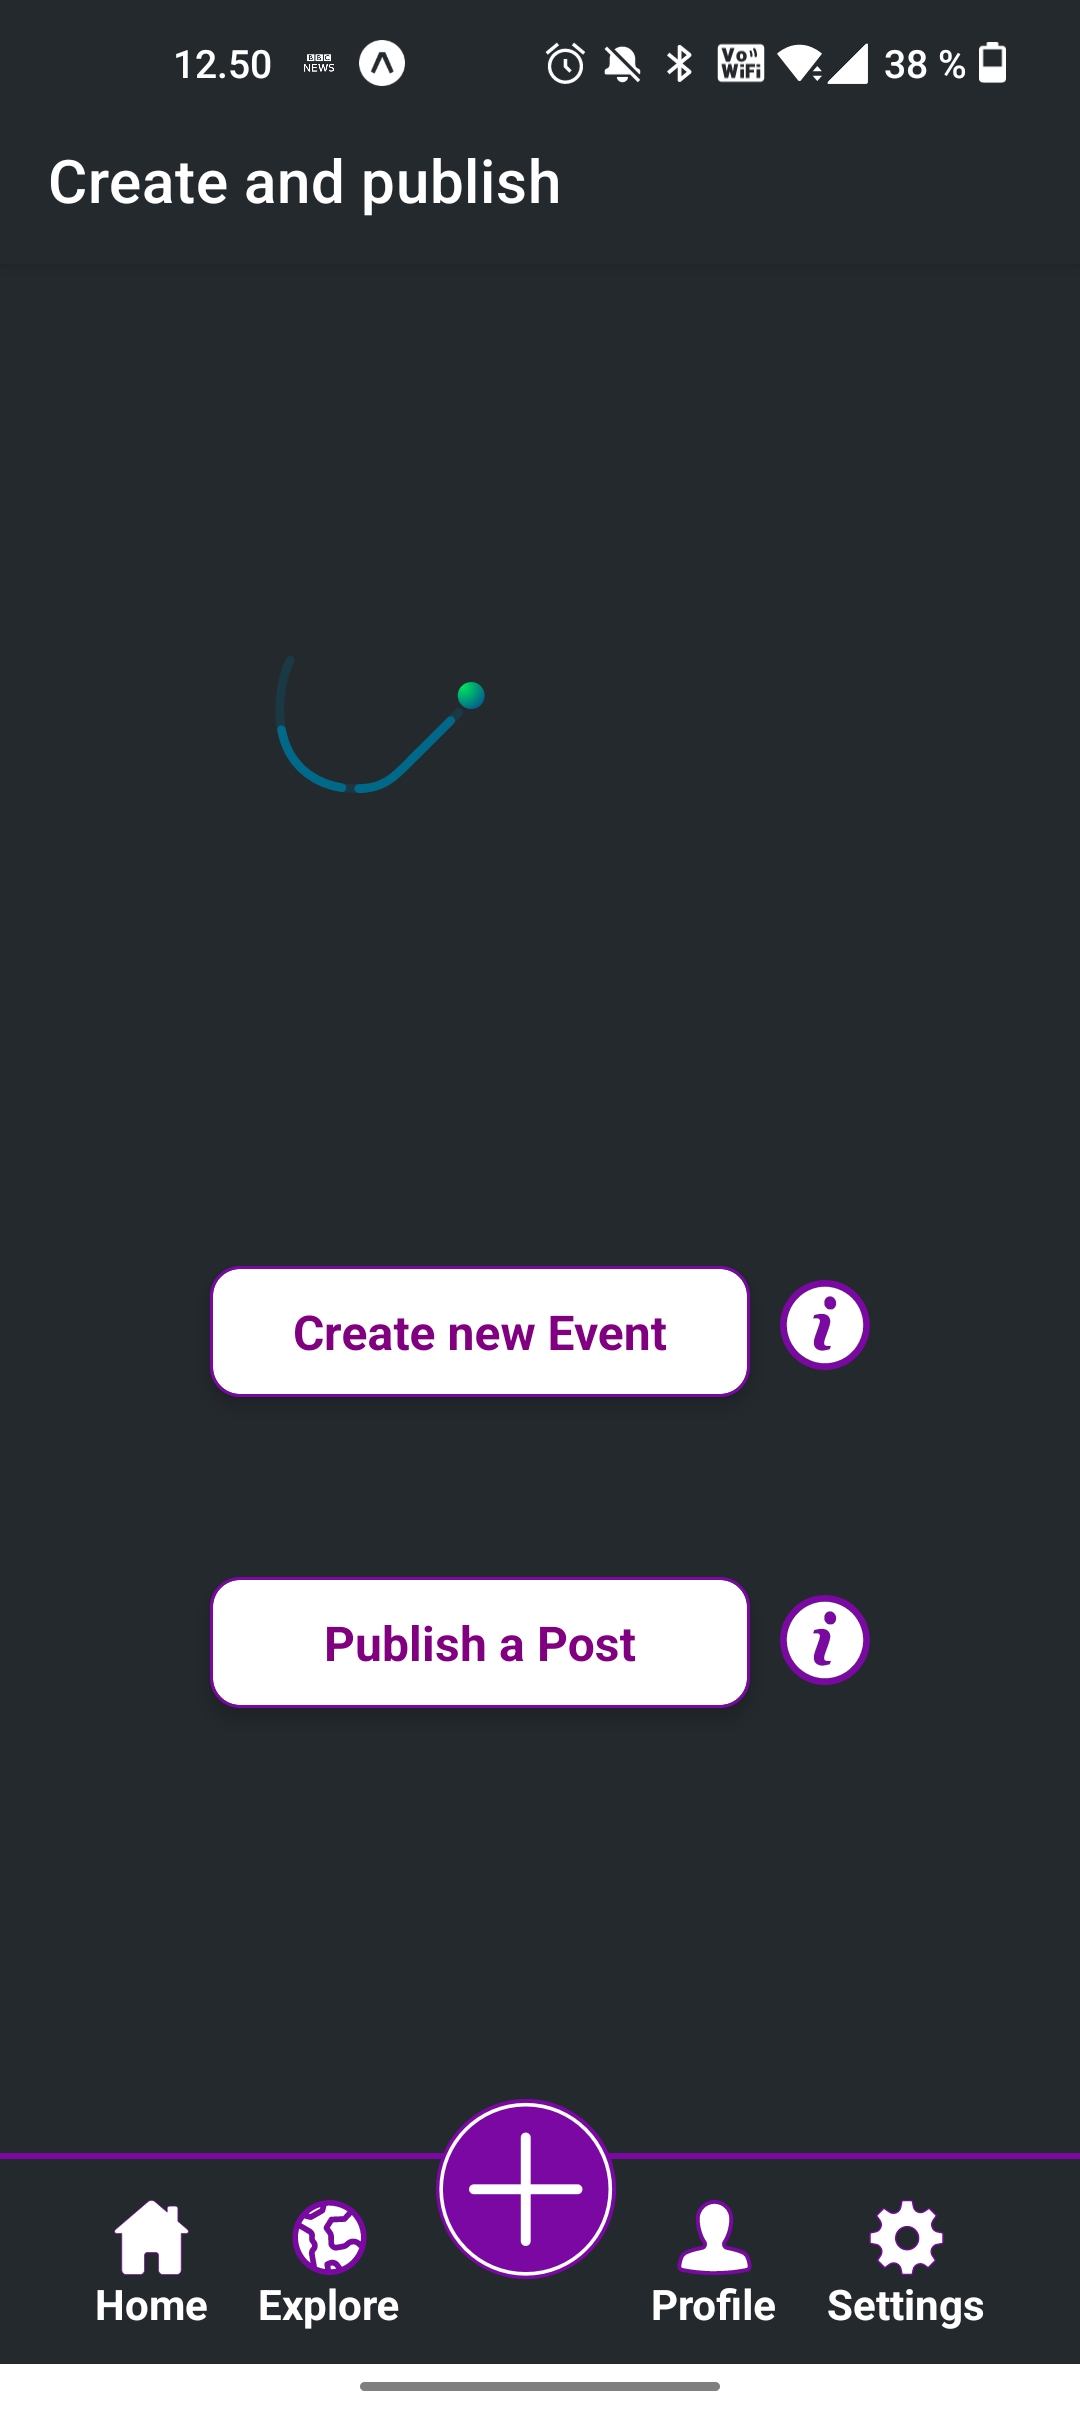 12.50 BBC NEWS Vo WiFi 38 %
Create and publish
Create new Event i
Publish a Post i
Home Explore Profile Settings